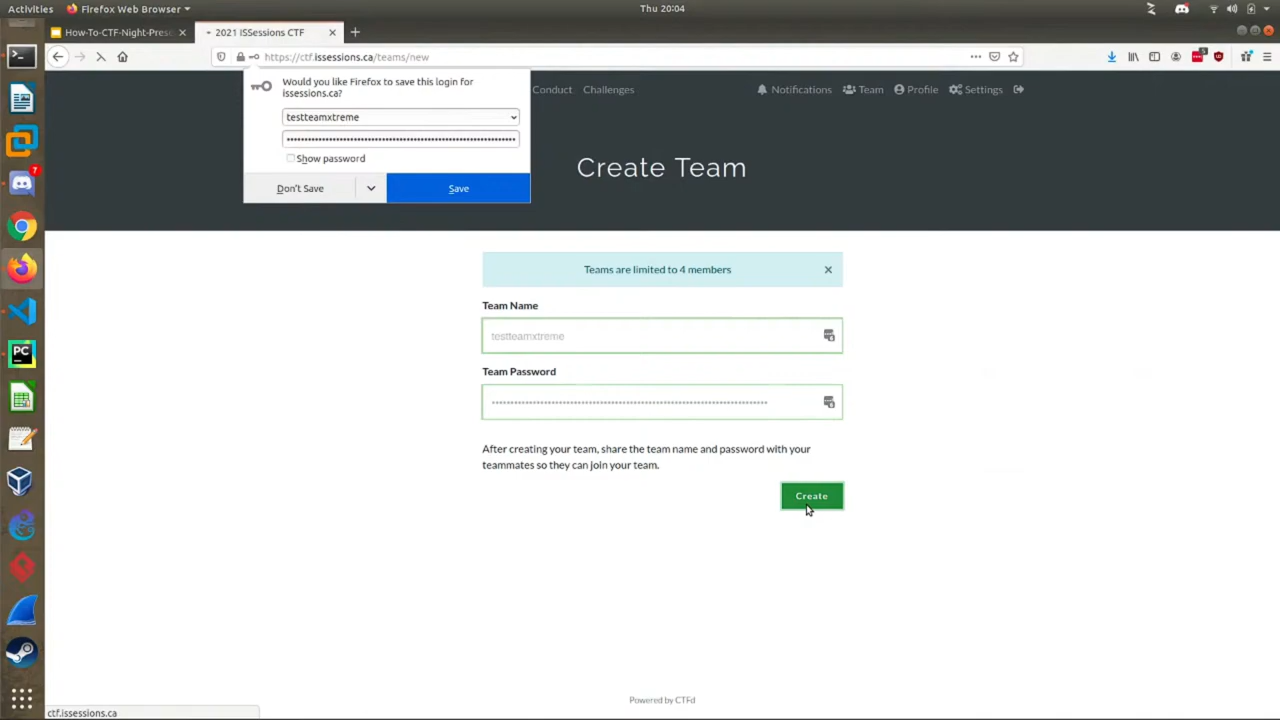 Activities
Firefox Web Browser
Thu 20:04
How-To-CTF-Night-Pres
2021 ISSessions CTF
https://ctf.issessions.ca/teams/new
Would you like Firefox to save this login for
issessions.ca?
testteamxtreme
Show password
Don't Save
Save
Conduct
Challenges
Notifications
Team
Profile
Settings
Create Team
Teams are limited to 4 members
Team Name
testteamxtreme
Team Password
After creating your team, share the team name and password with your
teammates so they can join your team.
Create
Powered by CTFd
ctf.issessions.ca
7
PC